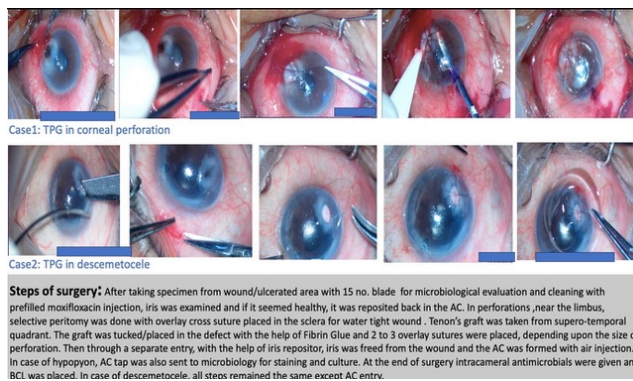 Case1: TPG in corneal perforation
Case2: TPG in descemetocele
Steps of surgery: After taking specimen from wound/ulcerated area with 15 no. blade for microbiological evaluation and cleaning with
prefilled moxifloxacin injection, iris was examined and if it seemed healthy, it was reposited back in the AC. In perforations ,near the limbus,
selective peritomy was done with overlay cross suture placed in the sclera for water tight wound . Tenon's graft was taken from supero-temporal
quadrant. The graft was tucked/placed in the defect with the help of Fibrin Glue and 2 to 3 overlay sutures were placed, depending upon the size o
perforation. Then through a separate entry, with the help of iris repositor, iris was freed from the wound and the AC was formed with air injection.
In case of hypopyon, AC tap was also sent to microbiology for staining and culture. At the end of surgery intracameral antimicrobials were given an
BCL was placed. In case of descemetocele, all steps remained the same except AC entry.